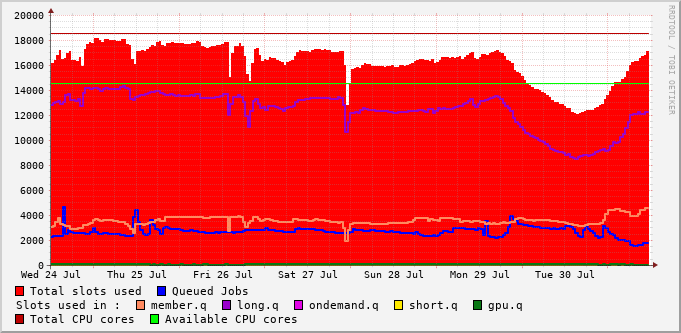 20000
18000
16000
14000
12000
10000
8000
6000
4000
2000
0
Wed 24 Jul Thu 25 Jul Fri 26 Jul Sat 27 Jul Sun 28 Jul Mon 29 Jul Tue 30 Jul
Total slots used Queued Jobs
Slots used in : member.q long.q ondemand.q short.q gpu.q
Total CPU cores Available CPU cores
RRDTOOL / TOBI OETIKER